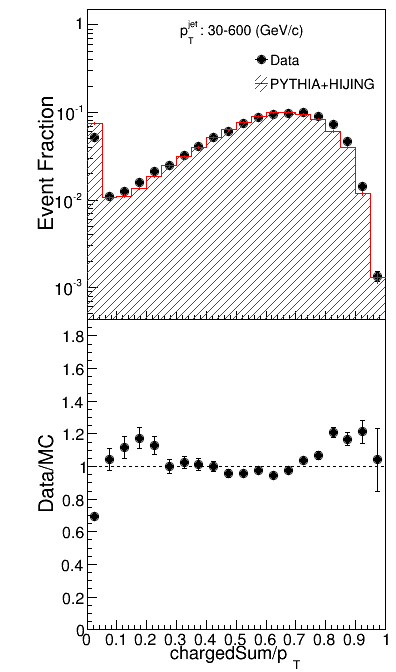 p_T^jet : 30-600 (GeV/c)
Data
PYTHIA+HIJING
Event Fraction
1
10^-1
10^-2
10^-3
Data/MC
1.8
1.6
1.4
1.2
1
0.8
0.6
0.4
0.2
0
0 0.1 0.2 0.3 0.4 0.5 0.6 0.7 0.8 0.9 1
chargedSum/p_T